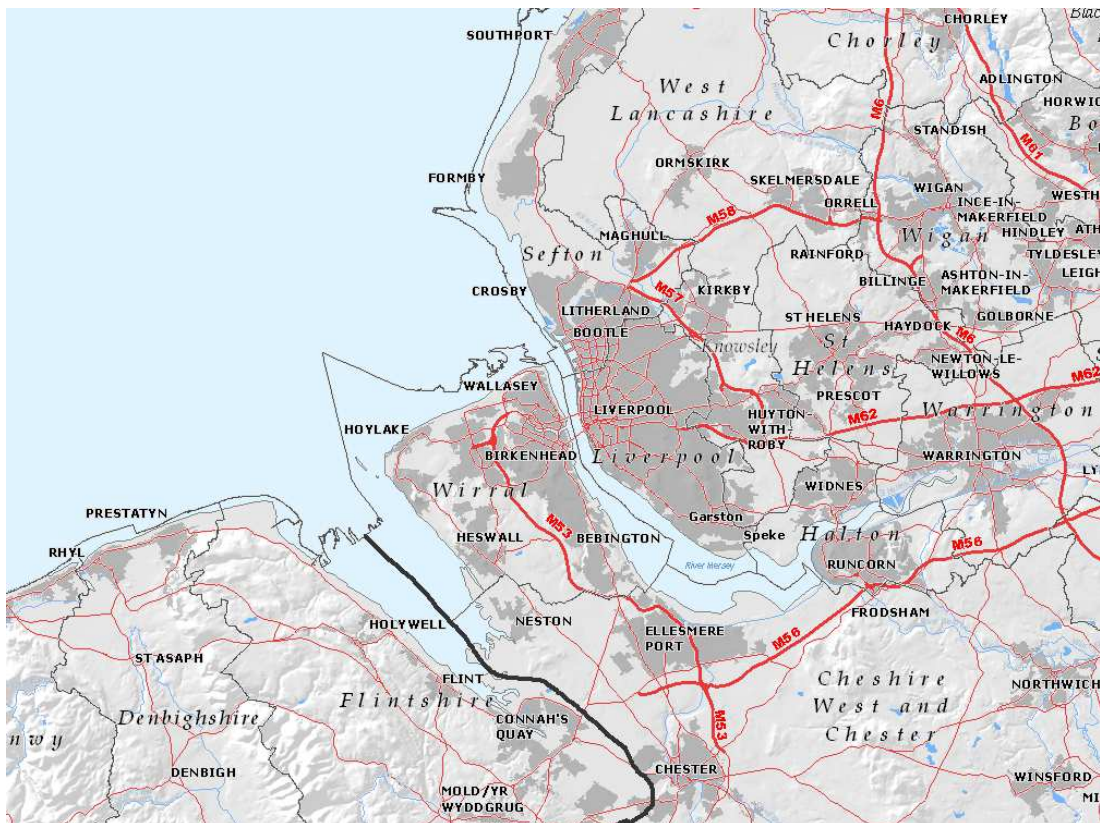 SOUTHPORT
CHORLEY
Chorley
ADLINGTON
HORWIC
Bo
West
Lancashire
M6
M61
STANDISH
ORMSKIRK
FORMBY
SKELMERSDALE
ORRELL
WIGAN
INCE-IN-
MAKERFIELD
WESTH
M58
MAGHULL
Wigan
HINDLEY
ATH
TYLDESLEY
Sefton
RAINFORD
BILLINGE
ASHTON-IN-
MAKERFIELD
LEIGH
CROSBY
M57
KIRKBY
LITHERLAND
BOOTLE
ST HELENS
HAYDOCK
GOLBORNE
Knowsley
St
Helens
M6
NEWTON-LE-
WILLOWS
WALLASEY
M62
LIVERPOOL
HUYTON-
WITH-
ROBY
PRESCOT
M62
Warrington
HOYLAKE
BIRKENHEAD
Liverpool
WARRINGTON
LY
Wirral
WIDNES
PRESTATYN
Garston
M53
HESWALL
BEBINGTON
Speke
Halton
M56
RHYL
River Mersey
RUNCORN
HOLYWELL
NESTON
ELLESMERE
PORT
M56
FRODSHAM
ST ASAPH
FLINT
Flintshire
Cheshire
West and
Chester
NORTHWICH
Denbighshire
nwy
CONNAH'S
QUAY
M53
DENBIGH
CHESTER
WINSFORD
MOLD/YR
WYDDGRUG
MI